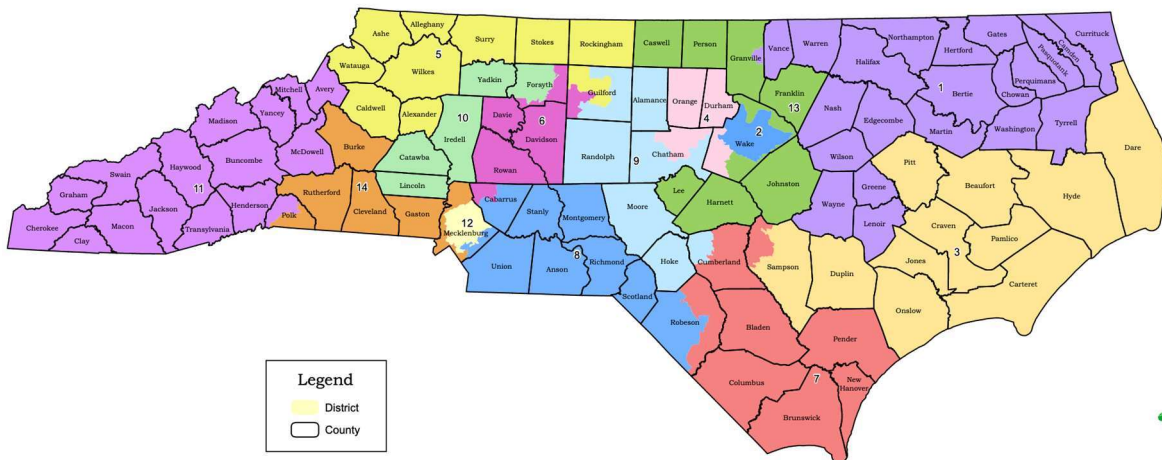 Alleghany
Ashe
Surry
Stokes
Rockingham
Caswell
Person
Granville
Vance
Warren
Northampton
Gates
Currituck
Camden
Pasquotank
Hertford
Halifax
Perquimans
Chowan
5
Watauga
Wilkes
Yadkin
Forsyth
Guilford
Alamance
Orange
Durham
4
Franklin
13
1
Bertie
Mitchell
Avery
Caldwell
Alexander
Madison
Yancey
10
Iredell
Davie
6
Davidson
2
Wake
Nash
Edgecombe
Martin
Washington
Tyrrell
Dare
Burke
McDowell
Catawba
Rowan
Randolph
9
Chatham
Wilson
Pitt
Beaufort
Hyde
Haywood
Buncombe
Swain
11
Rutherford
14
Cleveland
Lincoln
Gaston
Graham
Jackson
Henderson
Polk
Cherokee
Macon
Clay
Transylvania
12
Mecklenburg
Cabarrus
Stanly
Montgomery
Moore
Lee
Harnett
Johnston
Wayne
Greene
Lenoir
Craven
Pamlico
3
Jones
Carteret
Union
Anson
8
Richmond
Scotland
Hoke
Cumberland
Sampson
Duplin
Onslow
Robeson
Bladen
Pender
Columbus
7
New
Hanover
Brunswick
Legend
District
County